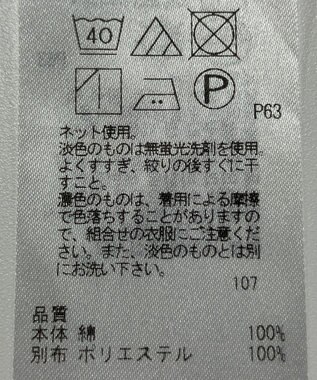 40
P
P63
ネット使用。
淡色のものは無蛍光洗剤を使用。
よくすすぎ、絞りの後すぐに干
すこと。
濃色のものは、着用による摩擦
で色落ちすることがありますの
で、組合せの衣服にご注意くだ
さい。また、淡色のものとは別
にお洗い下さい。
107
品質
本体 綿 100%
別布 ポリエステル 100%